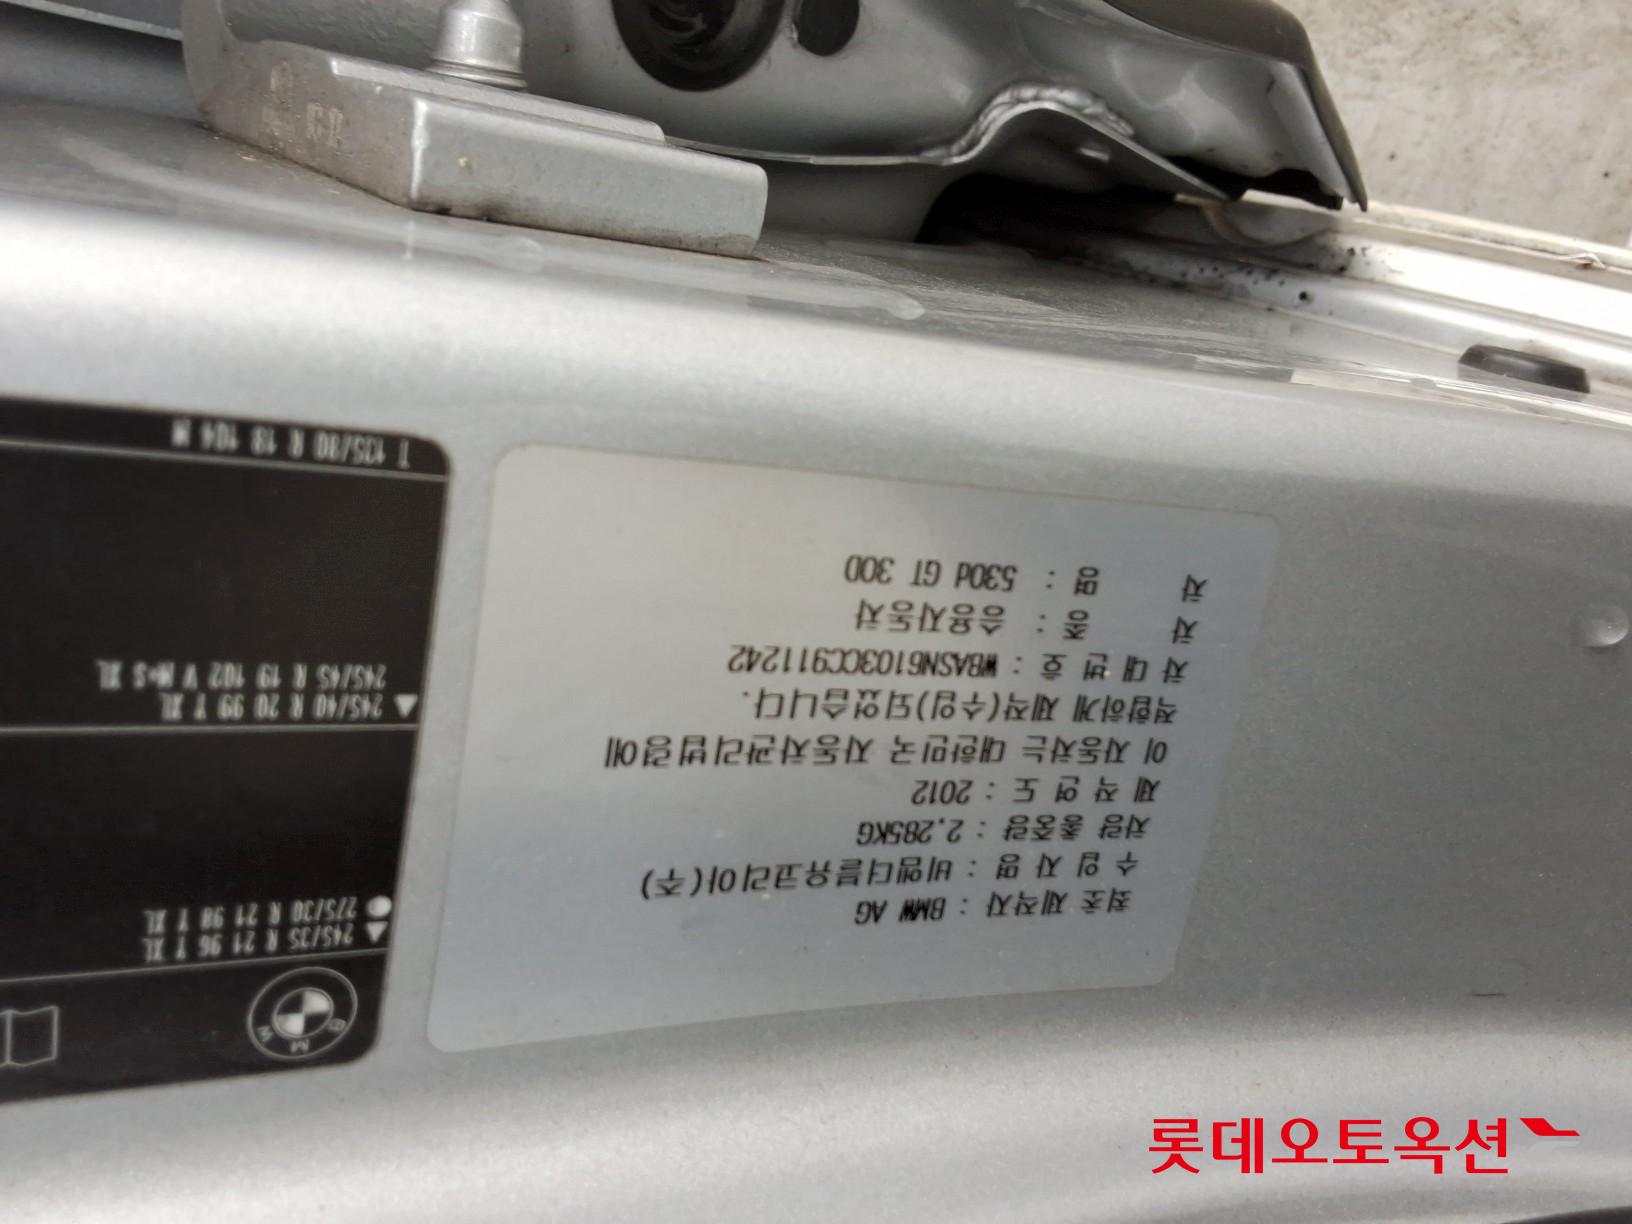 최초 제작자 : BMW AG
수 입 자 명 : 비엠더블유코리아(주)
차량 총중량 : 2.285KG
제 작 연 도 : 2012
이 자동차는 대한민국 자동차관리법령에
적합하게 제작(수입)되었습니다.
차 대 번 호 : WBASN6103CC911242
차 종 : 승용자동차
차 명 : 530d GT 30D
BMW
▲ 245/35 R 21 96 Y XL
● 275/30 R 21 98 Y XL
▲ 245/40 R 20 99 Y XL
245/45 R 19 102 V M+S XL
T 135/80 R 18 104 M
롯데오토옥션